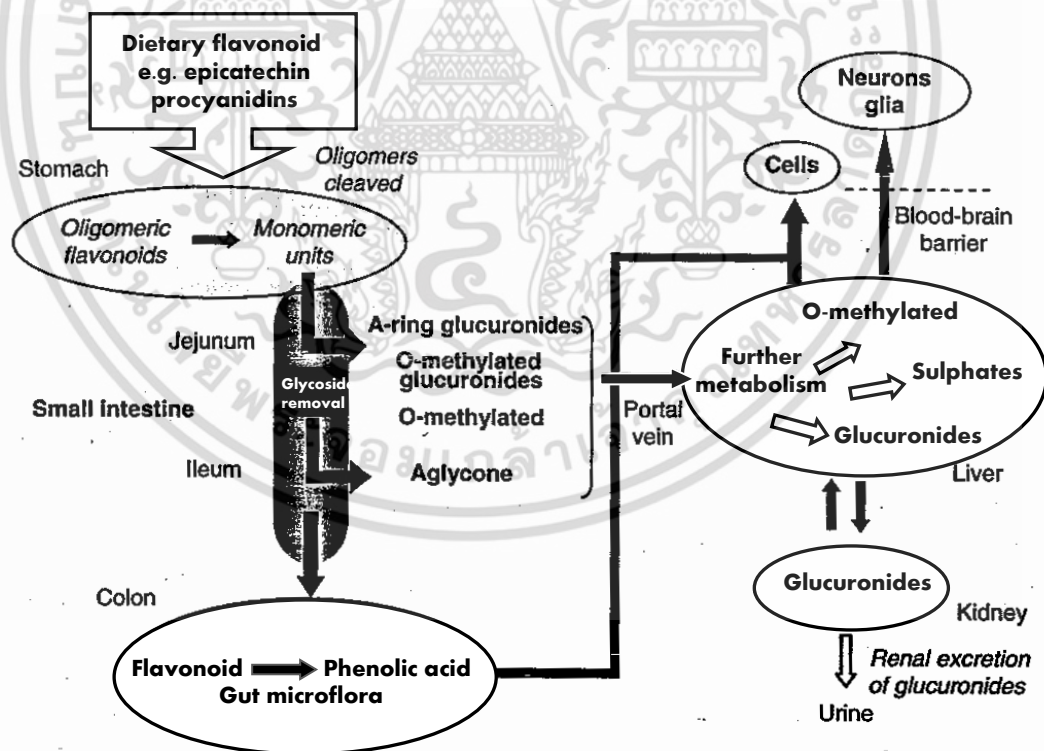 Dietary flavonoid
e.g. epicatechin
procyanidins
Stomach
Oligomers
cleaved
Oligomeric
flavonoids
Monomeric
units
Jejunum
Small intestine
Ileum
Glycoside
removal
A-ring glucuronides
O-methylated
glucuronides
O-methylated
Aglycone
Portal
vein
Colon
Flavonoid
Phenolic acid
Gut microflora
Cells
Neurons
glia
Blood-brain
barrier
O-methylated
Further
metabolism
Sulphates
Glucuronides
Liver
Glucuronides
Kidney
Renal excretion
of glucuronides
Urine